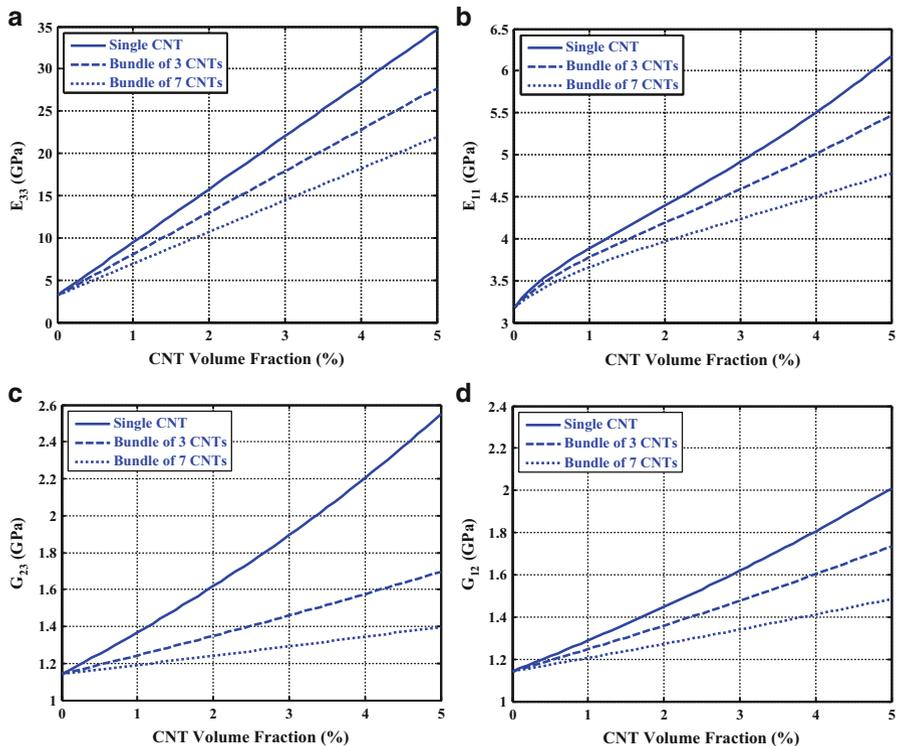 a
35
30
25
20
15
10
5
0
E33 (GPa)
Single CNT
Bundle of 3 CNTs
Bundle of 7 CNTs
0 1 2 3 4 5
CNT Volume Fraction (%)
b
6.5
6
5.5
5
4.5
4
3.5
3
E11 (GPa)
Single CNT
Bundle of 3 CNTs
Bundle of 7 CNTs
0 1 2 3 4 5
CNT Volume Fraction (%)
c
2.6
2.4
2.2
2
1.8
1.6
1.4
1.2
1
G23 (GPa)
Single CNT
Bundle of 3 CNTs
Bundle of 7 CNTs
0 1 2 3 4 5
CNT Volume Fraction (%)
d
2.4
2.2
2
1.8
1.6
1.4
1.2
1
G12 (GPa)
Single CNT
Bundle of 3 CNTs
Bundle of 7 CNTs
0 1 2 3 4 5
CNT Volume Fraction (%)